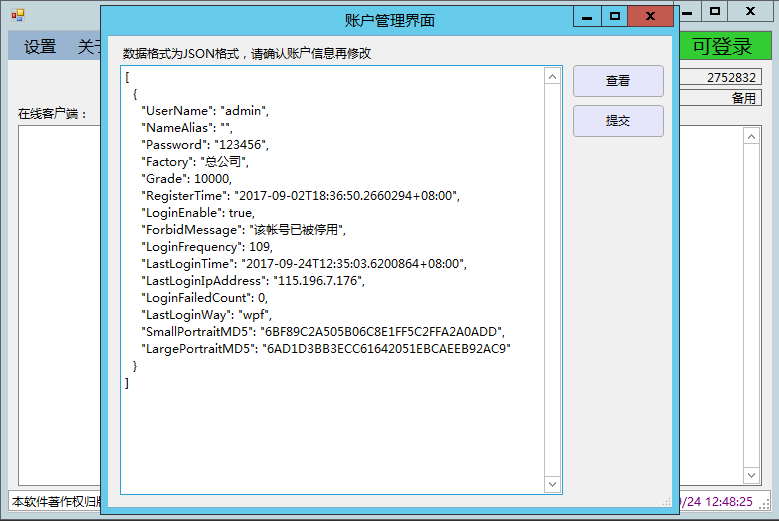 账户管理界面
设置 关于
可登录
数据格式为JSON格式，请确认账户信息再修改
2752832
备用
在线客户端：
查看
提交
[
{
"UserName": "admin",
"NameAlias": "",
"Password": "123456",
"Factory": "总公司",
"Grade": 10000,
"RegisterTime": "2017-09-02T18:36:50.2660294+08:00",
"LoginEnable": true,
"ForbidMessage": "该帐号已被停用",
"LoginFrequency": 109,
"LastLoginTime": "2017-09-24T12:35:03.6200864+08:00",
"LastLoginIpAddress": "115.196.7.176",
"LoginFailedCount": 0,
"LastLoginWay": "wpf",
"SmallPortraitMD5": "6BF89C2A505B06C8E1FF5C2FFA2A0ADD",
"LargePortraitMD5": "6AD1D3BB3ECC61642051EBCAEEB92AC9"
}
]
本软件著作权归
/24 12:48:25